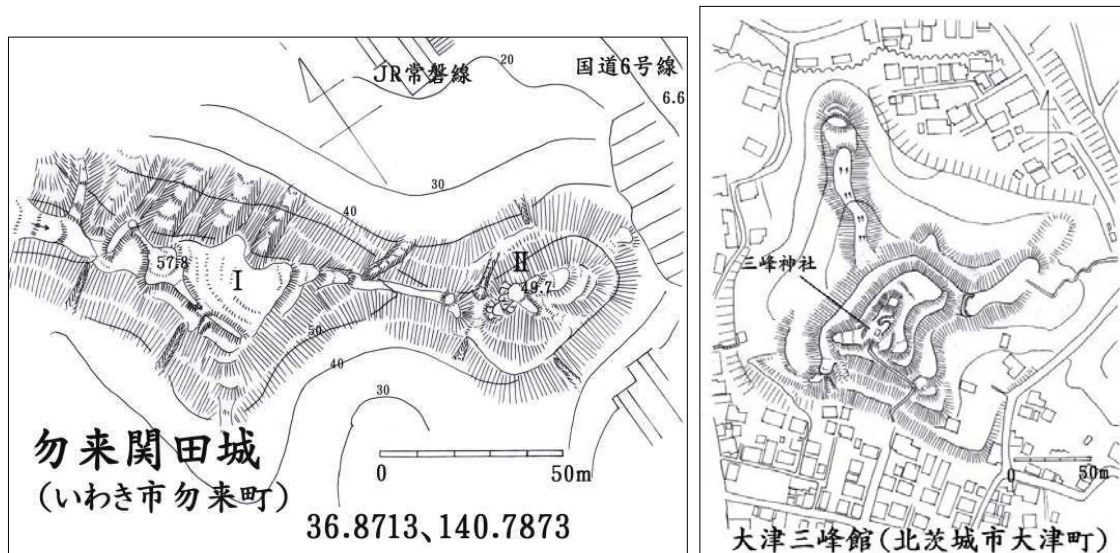 JR常磐線
20
国道6号線
6.6
30
40
57.8
I
II
49.7
50
40
30
勿来関田城
(いわき市勿来町)
0 50m
36.8713、140.7873
三峰神社
0 50m
大津三峰館(北茨城市大津町)